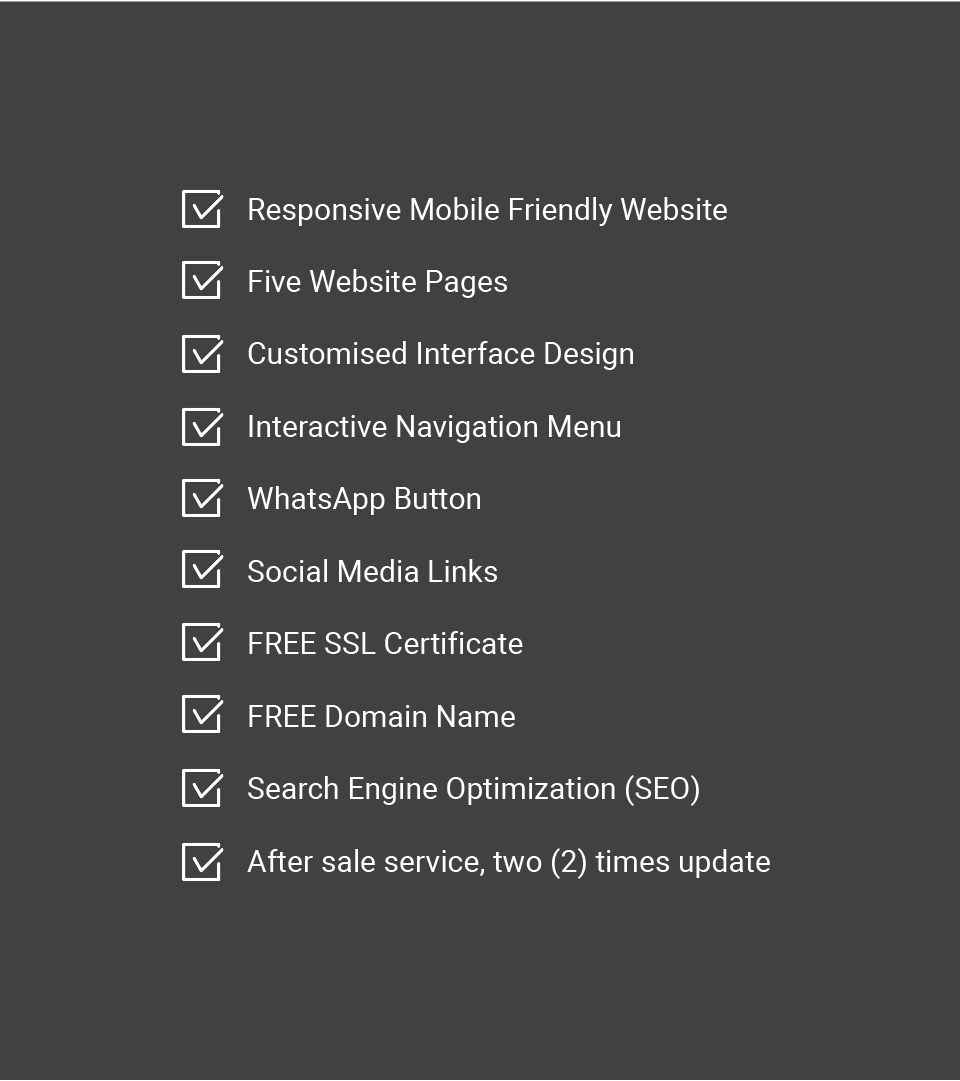 Responsive Mobile Friendly Website
Five Website Pages
Customised Interface Design
Interactive Navigation Menu
WhatsApp Button
Social Media Links
FREE SSL Certificate
FREE Domain Name
Search Engine Optimization (SEO)
After sale service, two (2) times update